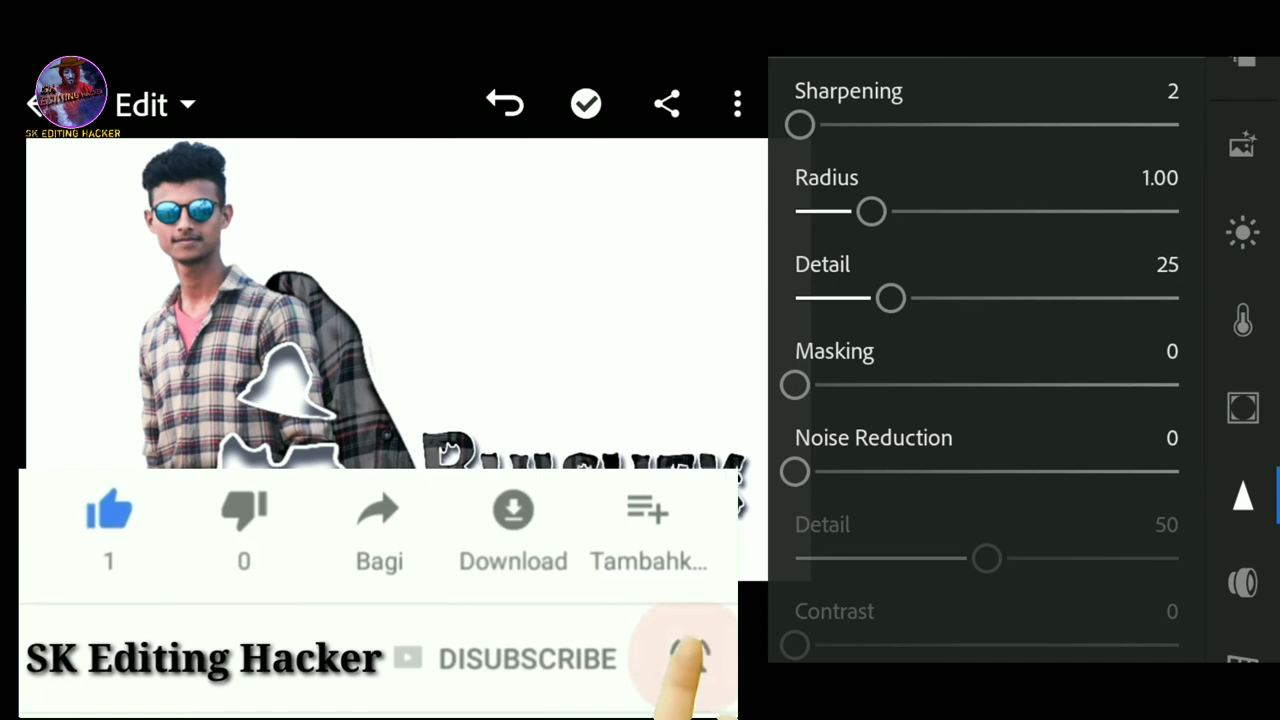 Edit
SK EDITING HACKER
Sharpening 2
Radius 1.00
Detail 25
Masking 0
Noise Reduction 0
Detail 50
Contrast 0
1 0 Bagi Download Tambahk...
SK Editing Hacker DISUBSCRIBE